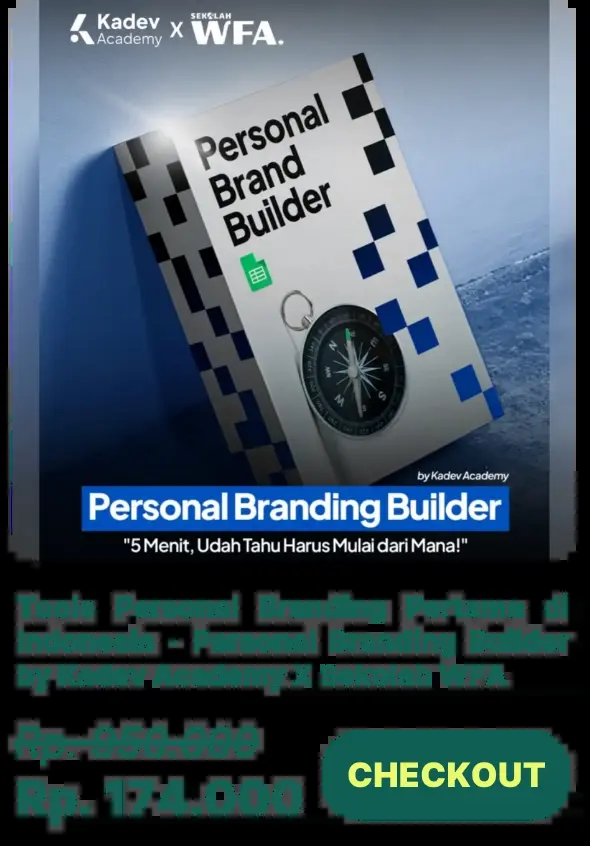 Kadev Academy X SEKOLAH WFA.
Personal
Brand
Builder
N
E
S
W
by Kadev Academy
Personal Branding Builder
"5 Menit, Udah Tahu Harus Mulai dari Mana!"
Tools Personal Branding Pertama di
Indonesia - Personal Branding Builder
by Kadev Academy X Sekolah WFA.
Rp.
Rp. 174.000
CHECKOUT